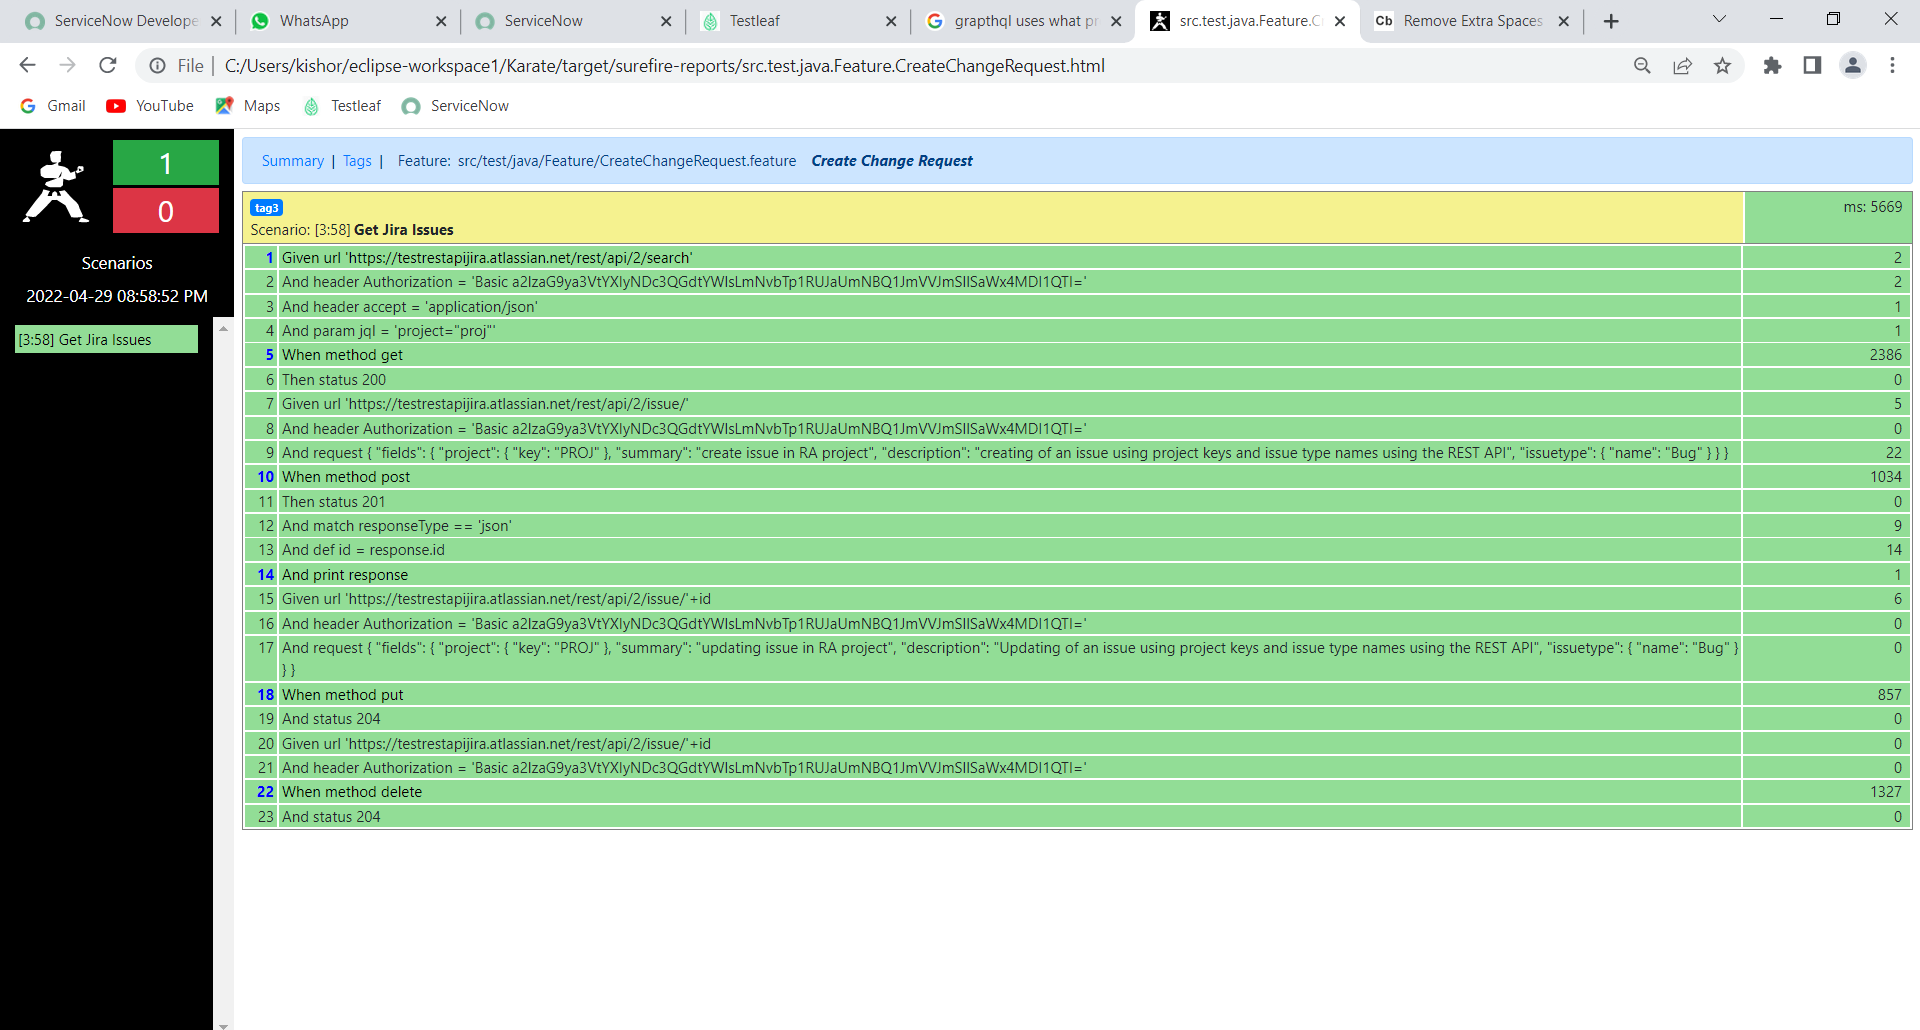 ServiceNow Develope
WhatsApp
ServiceNow
Testleaf
grapthql uses what pr
src.test.java.Feature.C
Cb Remove Extra Spaces
File C:/Users/kishor/eclipse-workspace1/Karate/target/surefire-reports/src.test.java.Feature.CreateChangeRequest.html
Gmail YouTube Maps Testleaf ServiceNow
1
0
Scenarios
2022-04-29 08:58:52 PM
[3:58] Get Jira Issues
Summary | Tags | Feature: src/test/java/Feature/CreateChangeRequest.feature Create Change Request
tag3
Scenario: [3:58] Get Jira Issues
ms: 5669
1 Given url 'https://testrestapijira.atlassian.net/rest/api/2/search' 2
2 And header Authorization = 'Basic 2
3 And header accept = 'application/json' 1
4 And param jql = 'project="proj"' 1
5 When method get 2386
6 Then status 200 0
7 Given url 'https://testrestapijira.atlassian.net/rest/api/2/issue/' 5
8 And header Authorization = 'Basic 0
9 And request { "fields": { "project": { "key": "PROJ" }, "summary": "create issue in RA project", "description": "creating of an issue using project keys and issue type names using the REST API", "issuetype": { "name": "Bug" } } } 22
10 When method post 1034
11 Then status 201 0
12 And match responseType == 'json' 9
13 And def id = response.id 14
14 And print response 1
15 Given url 'https://testrestapijira.atlassian.net/rest/api/2/issue/'+id 6
16 And header Authorization = 'Basic 0
17 And request { "fields": { "project": { "key": "PROJ" }, "summary": "updating issue in RA project", "description": "Updating of an issue using project keys and issue type names using the REST API", "issuetype": { "name": "Bug" } 0
} }
18 When method put 857
19 And status 204 0
20 Given url 'https://testrestapijira.atlassian.net/rest/api/2/issue/'+id 0
21 And header Authorization = 'Basic 0
22 When method delete 1327
23 And status 204 0